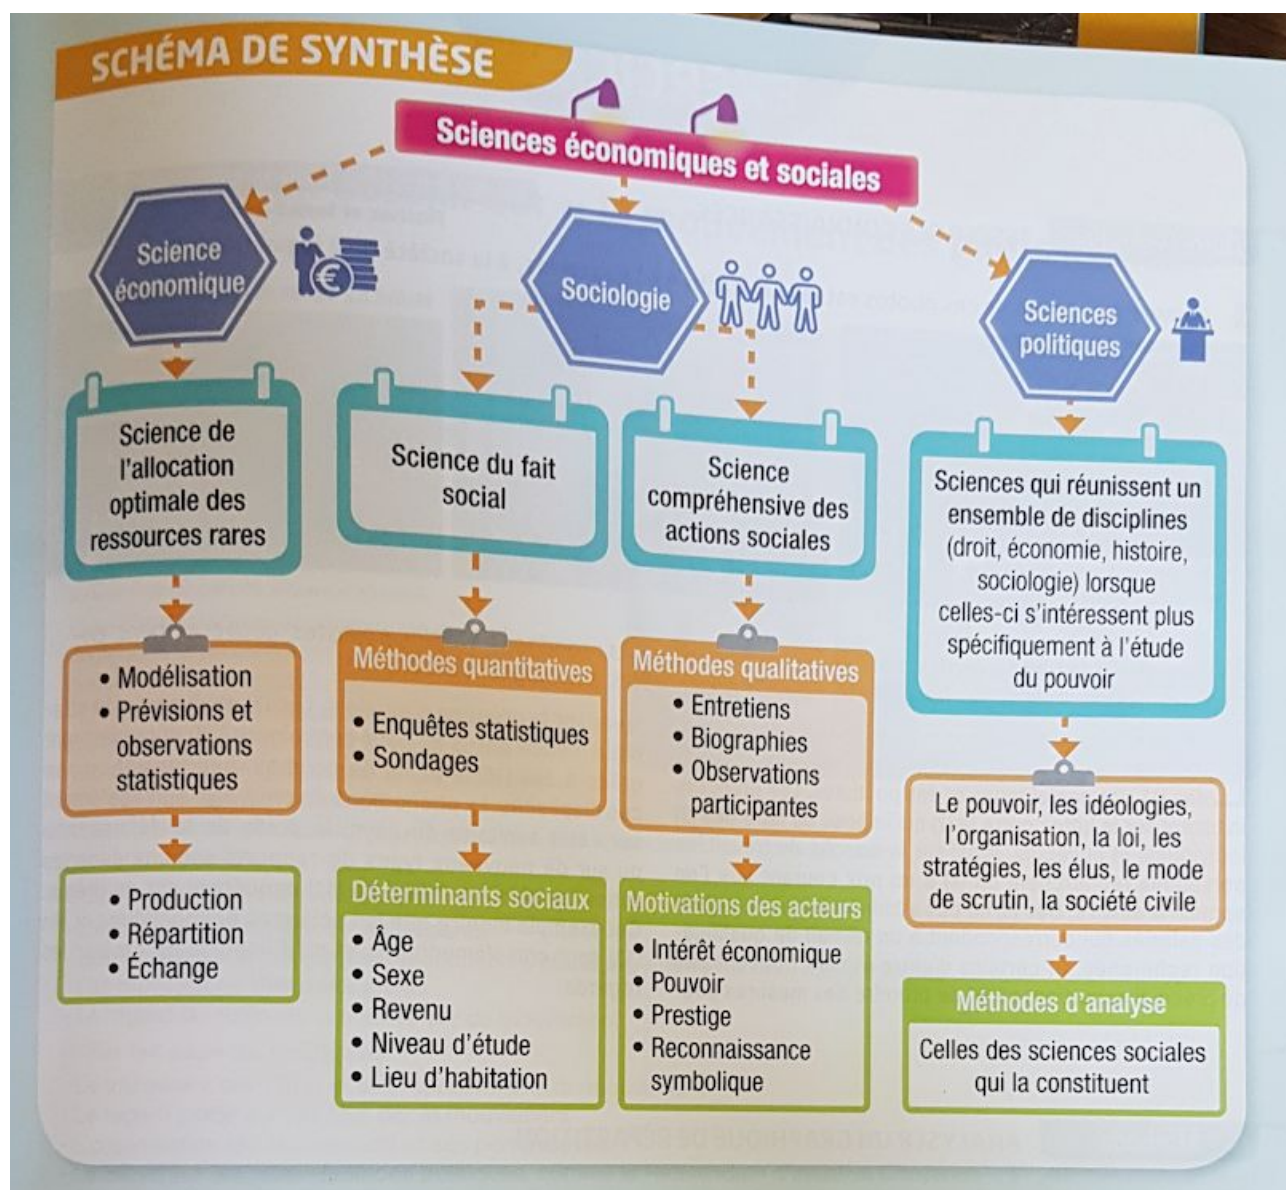 SCHÉMA DE SYNTHÈSE
Sciences économiques et sociales
Science
économique
Sociologie
Sciences
politiques
Science de
l'allocation
optimale des
ressources rares
Science du fait
social
Science
compréhensive des
actions sociales
Sciences qui réunissent un
ensemble de disciplines
(droit, économie, histoire,
sociologie) lorsque
celles-ci s'intéressent plus
spécifiquement à l'étude
du pouvoir
• Modélisation
• Prévisions et
observations
statistiques
Méthodes quantitatives
• Enquêtes statistiques
• Sondages
Méthodes qualitatives
• Entretiens
• Biographies
• Observations
participantes
Le pouvoir, les idéologies,
l'organisation, la loi, les
stratégies, les élus, le mode
de scrutin, la société civile
• Production
• Répartition
• Échange
Déterminants sociaux
• Âge
• Sexe
• Revenu
• Niveau d'étude
• Lieu d'habitation
Motivations des acteurs
• Intérêt économique
• Pouvoir
• Prestige
• Reconnaissance
symbolique
Méthodes d'analyse
Celles des sciences sociales
qui la constituent